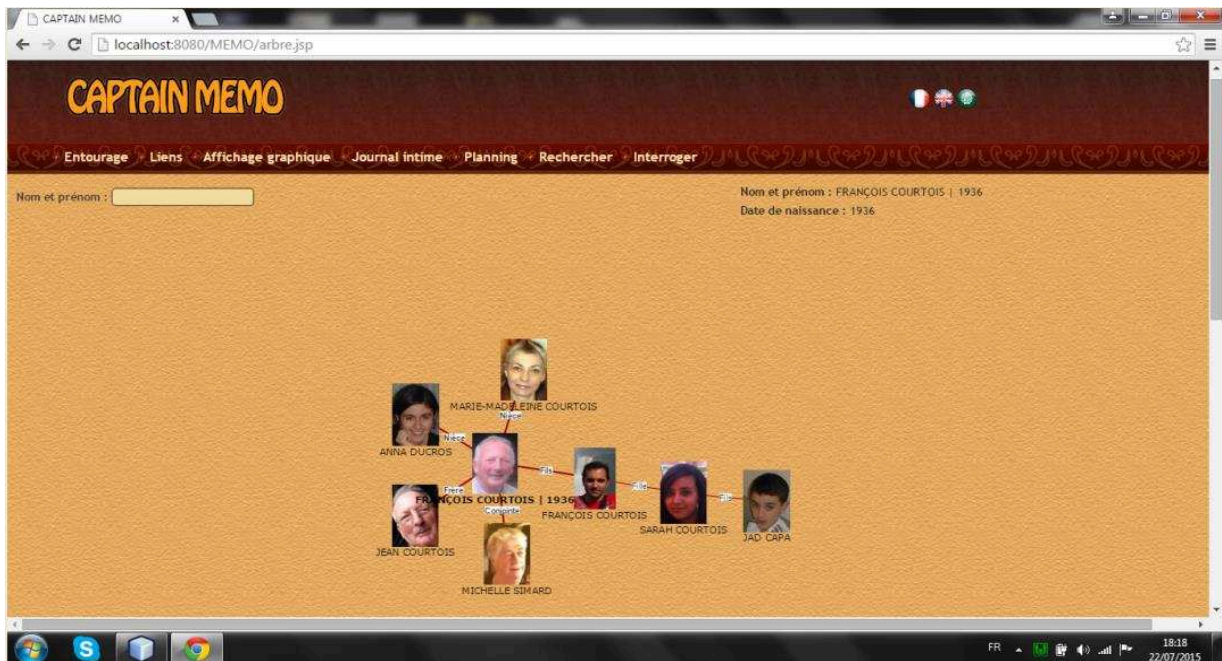 CAPTAIN MEMO
localhost:8080/MEMO/arbre.jsp
CAPTAIN MEMO
Entourage Liens Affichage graphique Journal intime Planning Rechercher Interroger
Nom et prénom :
Nom et prénom : FRANÇOIS COURTOIS | 1936
Date de naissance : 1936
MARIE-MADELEINE COURTOIS
Nièce
Nièce
ANNA DUCROS
Fils
Frère
FRANÇOIS COURTOIS | 1936
Fille
Fils
Conjointe
FRANÇOIS COURTOIS
SARAH COURTOIS
JAD CAPA
JEAN COURTOIS
MICHELLE SIMARD
FR
18:18
22/07/2015